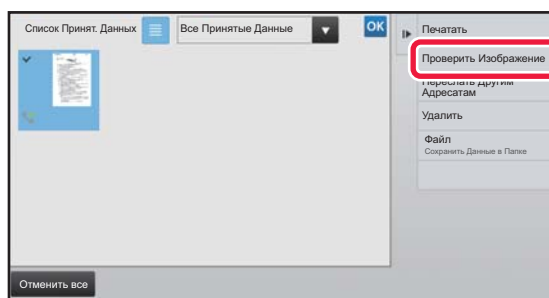 Список Принят. Данных
Все Принятые Данные
OK
Печатать
Проверить Изображение
Переслать Другим
Адресатам
Удалить
Файл
Сохранить Данные в Папке
Отменить все